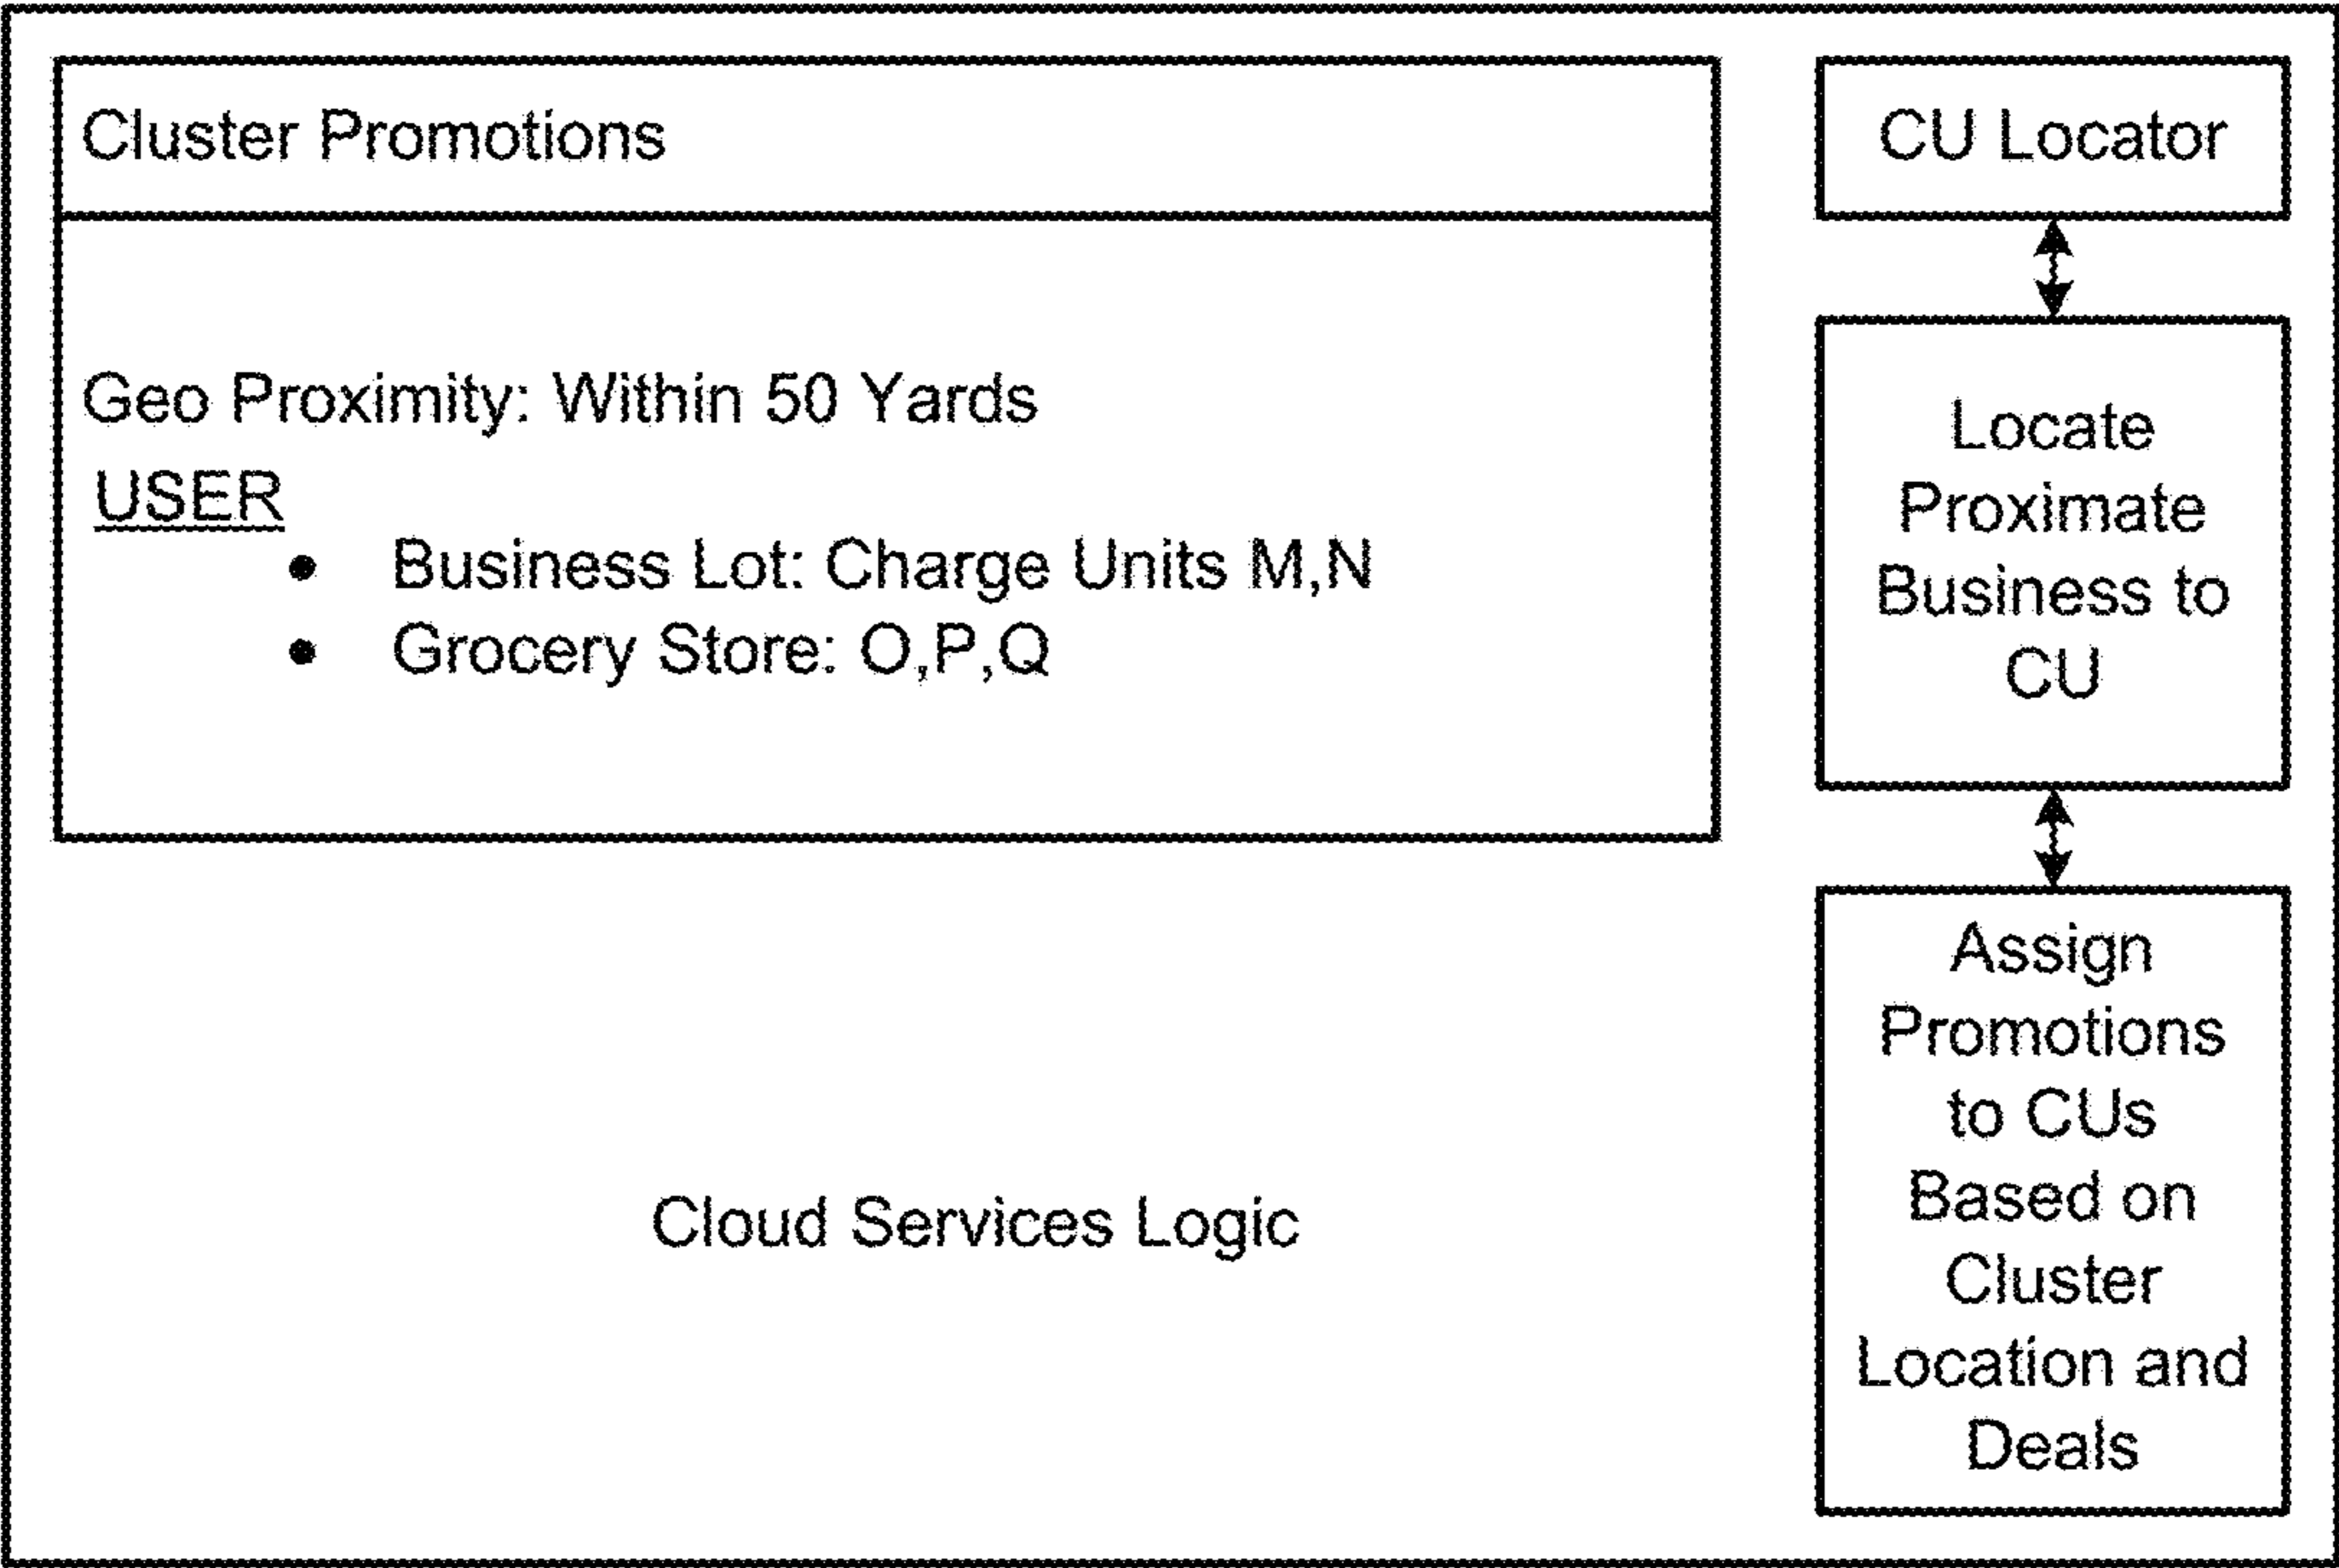 Cluster Promotions
Geo Proximity: Within 50 Yards
USER
• Business Lot: Charge Units M,N
• Grocery Store: O,P,Q
Cloud Services Logic
CU Locator
Locate
Proximate
Business to
CU
Assign
Promotions
to CUs
Based on
Cluster
Location and
Deals